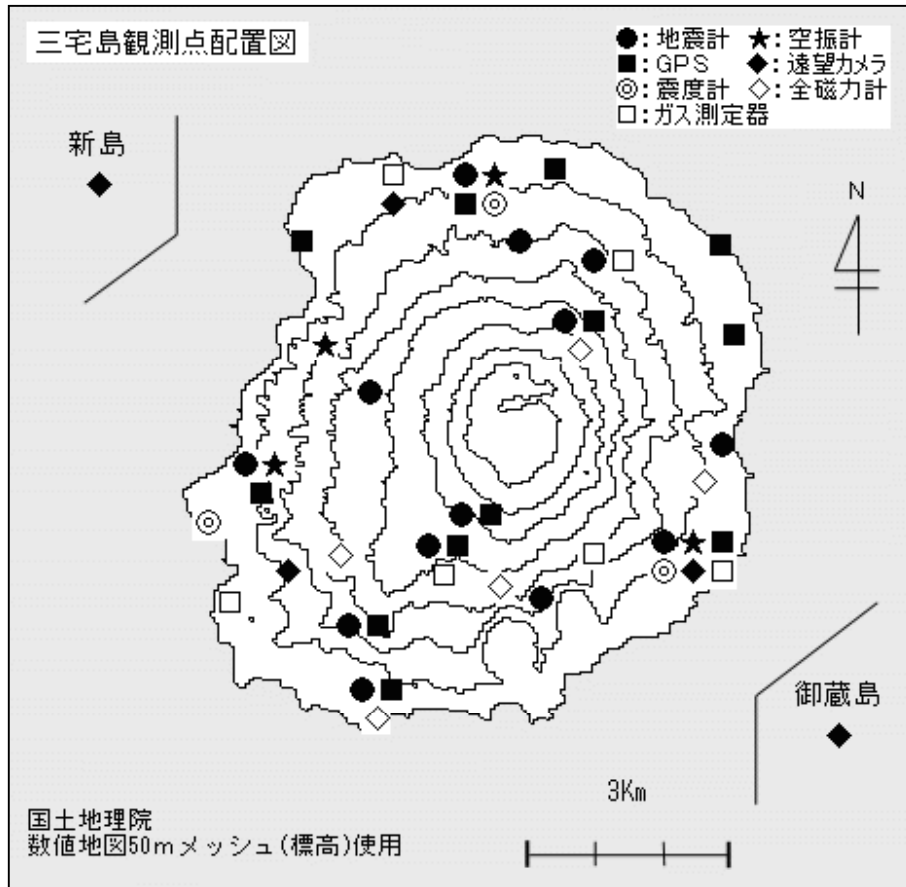 三宅島観測点配置図
●:地震計 ★:空振計
■:GPS ◆:遠望カメラ
◎:震度計 ◇:全磁力計
□:ガス測定器
新島
N
御蔵島
3Km
国土地理院
数値地図50mメッシュ(標高)使用